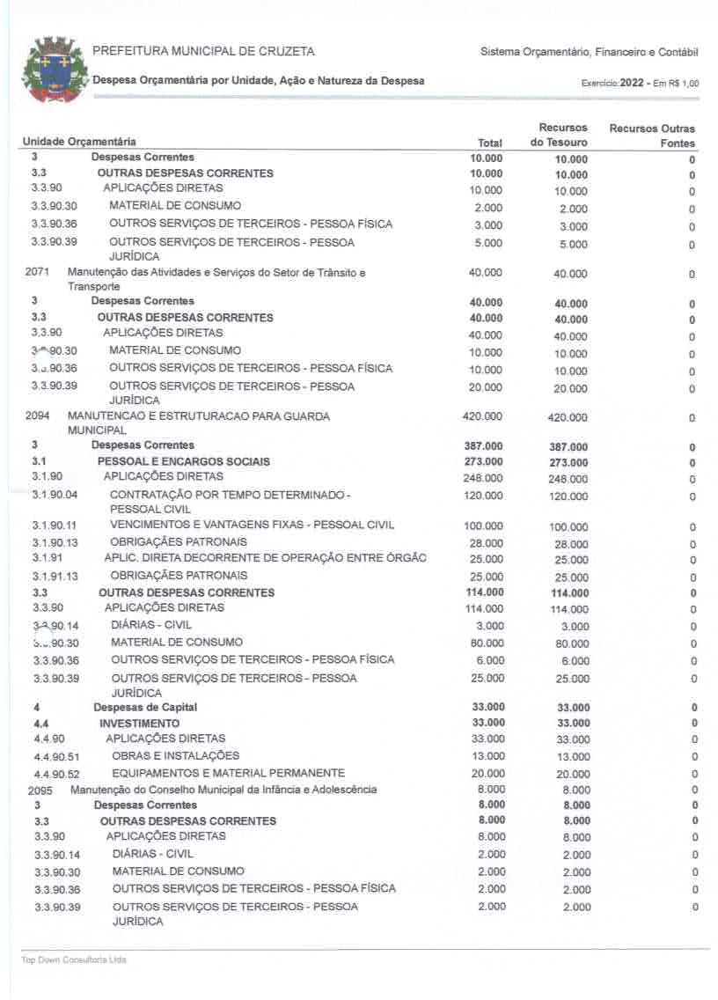 PREFEITURA MUNICIPAL DE CRUZETA Sistema Orçamentário, Financeiro e Contábil
Despesa Orçamentária por Unidade, Ação e Natureza da Despesa Exercício:2022 - Em R$ 1,00
Recursos Recursos Outras
Unidade Orçamentária Total do Tesouro Fontes
3 Despesas Correntes 10.000 10.000 0
3.3 OUTRAS DESPESAS CORRENTES 10.000 10.000 0
3.3.90 APLICAÇÕES DIRETAS 10.000 10.000 0
3.3.90.30 MATERIAL DE CONSUMO 2.000 2.000 0
3.3.90.36 OUTROS SERVIÇOS DE TERCEIROS - PESSOA FÍSICA 3.000 3.000 0
3.3.90.39 OUTROS SERVIÇOS DE TERCEIROS - PESSOA 5.000 5.000 0
JURÍDICA
2071 Manutenção das Atividades e Serviços do Setor de Trânsito e 40.000 40.000 0
Transporte
3 Despesas Correntes 40.000 40.000 0
3.3 OUTRAS DESPESAS CORRENTES 40.000 40.000 0
3.3.90 APLICAÇÕES DIRETAS 40.000 40.000 0
3.3.90.30 MATERIAL DE CONSUMO 10.000 10.000 0
3.3.90.36 OUTROS SERVIÇOS DE TERCEIROS - PESSOA FÍSICA 10.000 10.000 0
3.3.90.39 OUTROS SERVIÇOS DE TERCEIROS - PESSOA 20.000 20.000 0
JURÍDICA
2094 MANUTENCAO E ESTRUTURACAO PARA GUARDA 420.000 420.000 0
MUNICIPAL
3 Despesas Correntes 387.000 387.000 0
3.1 PESSOAL E ENCARGOS SOCIAIS 273.000 273.000 0
3.1.90 APLICAÇÕES DIRETAS 248.000 248.000 0
3.1.90.04 CONTRATAÇÃO POR TEMPO DETERMINADO - 120.000 120.000 0
PESSOAL CIVIL
3.1.90.11 VENCIMENTOS E VANTAGENS FIXAS - PESSOAL CIVIL 100.000 100.000 0
3.1.90.13 OBRIGAÇÃES PATRONAIS 28.000 28.000 0
3.1.91 APLIC. DIRETA DECORRENTE DE OPERAÇÃO ENTRE ÓRGÃC 25.000 25.000 0
3.1.91.13 OBRIGAÇÃES PATRONAIS 25.000 25.000 0
3.3 OUTRAS DESPESAS CORRENTES 114.000 114.000 0
3.3.90 APLICAÇÕES DIRETAS 114.000 114.000 0
3.3.90.14 DIÁRIAS - CIVIL 3.000 3.000 0
3.3.90.30 MATERIAL DE CONSUMO 80.000 80.000 0
3.3.90.36 OUTROS SERVIÇOS DE TERCEIROS - PESSOA FÍSICA 6.000 6.000 0
3.3.90.39 OUTROS SERVIÇOS DE TERCEIROS - PESSOA 25.000 25.000 0
JURÍDICA
4 Despesas de Capital 33.000 33.000 0
4.4 INVESTIMENTO 33.000 33.000 0
4.4.90 APLICAÇÕES DIRETAS 33.000 33.000 0
4.4.90.51 OBRAS E INSTALAÇÕES 13.000 13.000 0
4.4.90.52 EQUIPAMENTOS E MATERIAL PERMANENTE 20.000 20.000 0
2095 Manutenção do Conselho Municipal da Infância e Adolescência 8.000 8.000 0
3 Despesas Correntes 8.000 8.000 0
3.3 OUTRAS DESPESAS CORRENTES 8.000 8.000 0
3.3.90 APLICAÇÕES DIRETAS 8.000 8.000 0
3.3.90.14 DIÁRIAS - CIVIL 2.000 2.000 0
3.3.90.30 MATERIAL DE CONSUMO 2.000 2.000 0
3.3.90.36 OUTROS SERVIÇOS DE TERCEIROS - PESSOA FÍSICA 2.000 2.000 0
3.3.90.39 OUTROS SERVIÇOS DE TERCEIROS - PESSOA 2.000 2.000 0
JURÍDICA
Top Down Consultoria Ltda